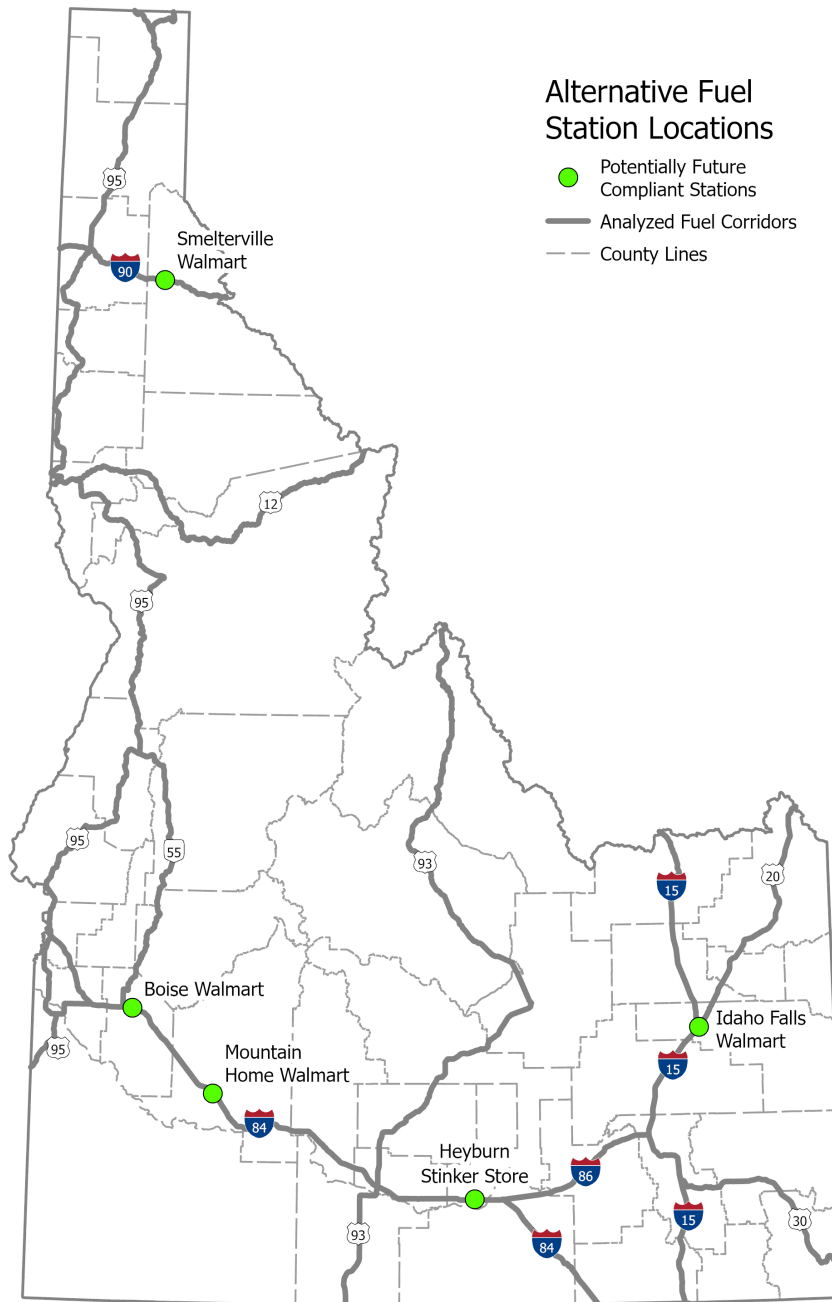 Alternative Fuel
Station Locations
Potentially Future
Compliant Stations
Analyzed Fuel Corridors
County Lines
95
Smelterville
Walmart
90
12
95
95
55
93
15
20
Boise Walmart
Idaho Falls
Walmart
95
Mountain
Home Walmart
15
84
Heyburn
Stinker Store
86
15
30
93
84